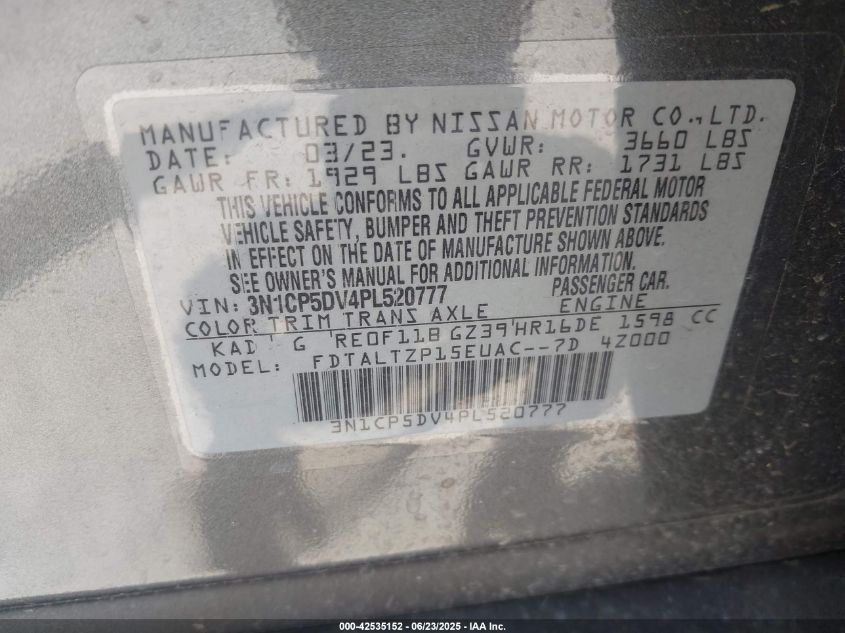 MANUFACTURED BY NISSAN MOTOR CO., LTD.
DATE: 03/23. GVWR: 3660 LBS
GAWR FR: 1929 LBS GAWR RR: 1731 LBS
THIS VEHICLE CONFORMS TO ALL APPLICABLE FEDERAL MOTOR
VEHICLE SAFETY, BUMPER AND THEFT PREVENTION STANDARDS
IN EFFECT ON THE DATE OF MANUFACTURE SHOWN ABOVE.
SEE OWNER'S MANUAL FOR ADDITIONAL INFORMATION.
VIN: 3N1CP5DV4PL520777 PASSENGER CAR.
COLOR TRIM TRANS AXLE ENGINE
KAD G RE0F11B GZ39 HR16DE 1598 CC
MODEL: FDTALTZP15EUAC--7D 4Z000
3N1CP5DV4PL520777
000-42535152 - 06/23/2025 - IAA Inc.